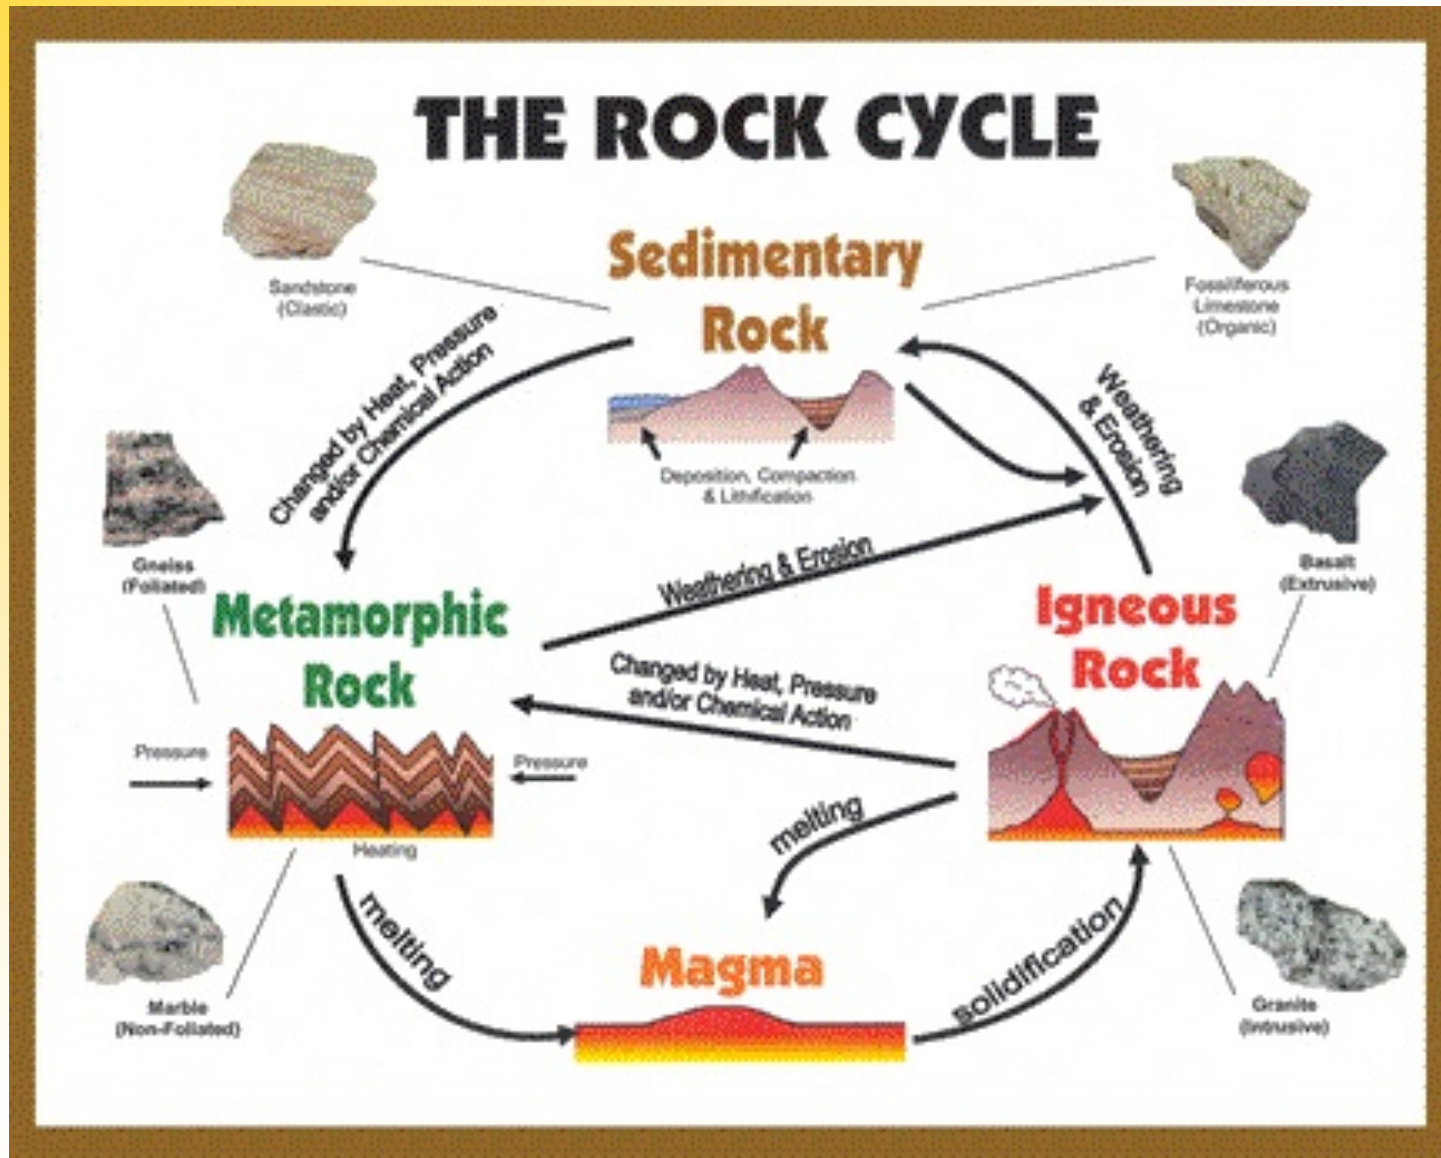 THE ROCK CYCLE
Sandstone
(Clastic)
Sedimentary
Rock
Fossiliferous
Limestone
(Organic)
Changed by Heat, Pressure
and/or Chemical Action
Deposition, Compaction
& Lithification
Weathering
& Erosion
Gneiss
(Foliated)
Basalt
(Extrusive)
Metamorphic
Rock
Weathering & Erosion
Igneous
Rock
Changed by Heat, Pressure
and/or Chemical Action
Pressure
Pressure
Heating
melting
melting
Magma
solidification
Marble
(Non-Foliated)
Granite
(Intrusive)